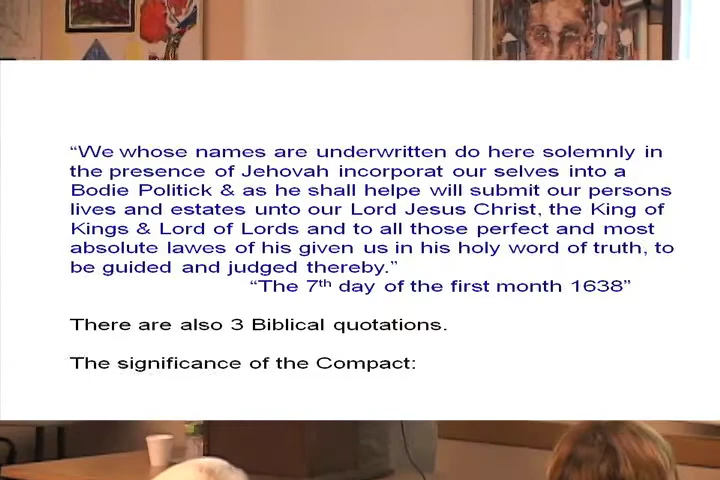 “We whose names are underwritten do here solemnly in
the presence of Jehovah incorporat our selves into a
Bodie Politick & as he shall helpe will submit our persons
lives and estates unto our Lord Jesus Christ, the King of
Kings & Lord of Lords and to all those perfect and most
absolute lawes of his given us in his holy word of truth, to
be guided and judged thereby.”
“The 7th day of the first month 1638”
There are also 3 Biblical quotations.
The significance of the Compact: